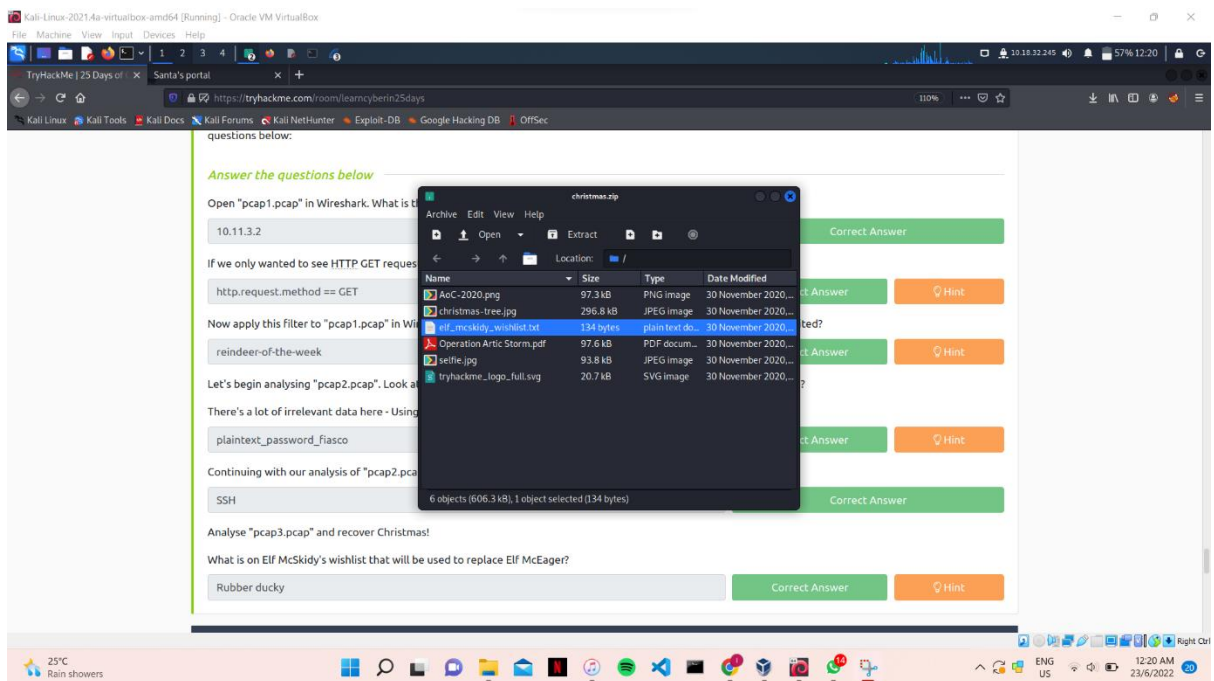 Kali-Linux-2021.4a-virtualbox-amd64 [Running] - Oracle VM VirtualBox
File Machine View Input Devices Help
1 2 3 4
10.18.32.245
57% 12:20
TryHackMe | 25 Days of
Santa's portal
https://tryhackme.com/room/learncyberin25days
110%
Kali Linux Kali Tools Kali Docs Kali Forums Kali NetHunter Exploit-DB Google Hacking DB OffSec
questions below:
Answer the questions below
Open "pcap1.pcap" in Wireshark. What is
10.11.3.2
Correct Answer
If we only wanted to see HTTP GET reques
http.request.method == GET
ct Answer
Hint
Now apply this filter to "pcap1.pcap" in
ited?
reindeer-of-the-week
ct Answer
Hint
Let's begin analysing "pcap2.pcap". Look
?
There's a lot of irrelevant data here - Using
plaintext_password_fiasco
ct Answer
Hint
Continuing with our analysis of "pcap2.pca
SSH
Correct Answer
Analyse "pcap3.pcap" and recover Christmas!
What is on Elf McSkidy's wishlist that will be used to replace Elf McEager?
Rubber ducky
Correct Answer
Hint
christmas.zip
Archive Edit View Help
Open Extract
Location: /
Name Size Type Date Modified
AoC-2020.png 97.3 kB PNG image 30 November 2020,...
christmas-tree.jpg 296.8 kB JPEG image 30 November 2020,...
elf_mcskidy_wishlist.txt 134 bytes plain text do... 30 November 2020,...
Operation Artic Storm.pdf 97.6 kB PDF docum... 30 November 2020,...
selfie.jpg 93.8 kB JPEG image 30 November 2020,...
tryhackme_logo_full.svg 20.7 kB SVG image 30 November 2020,...
6 objects (606.3 kB), 1 object selected (134 bytes)
Right Ctrl
25°C
Rain showers
ENG
US
12:20 AM
23/6/2022
20